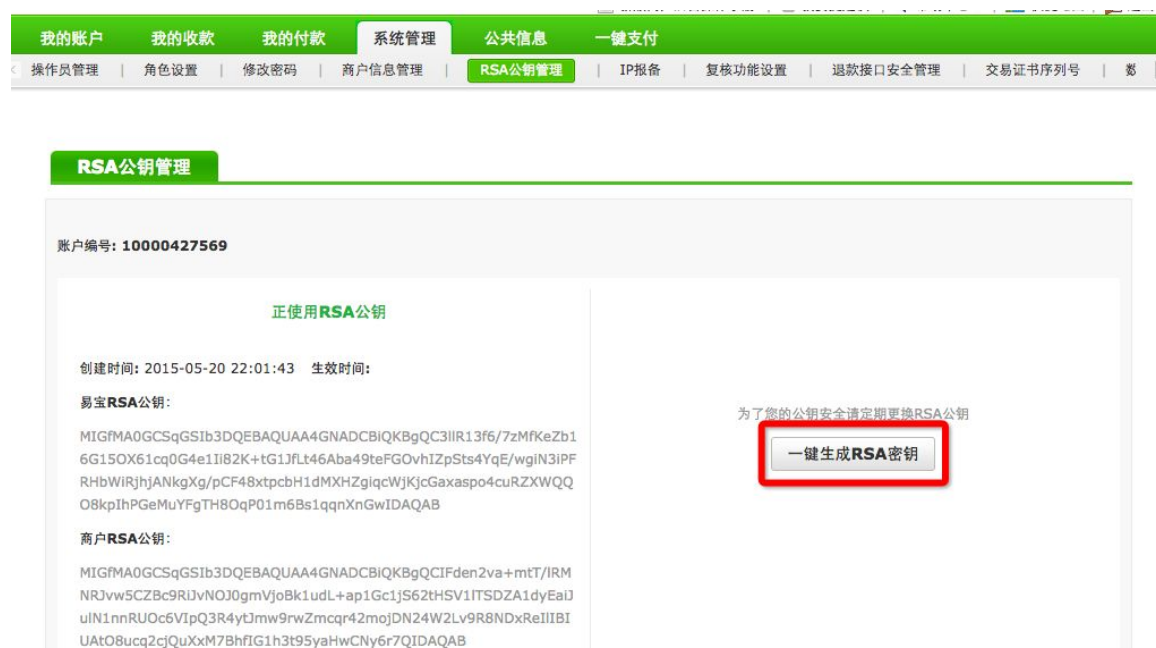 我的账户 我的收款 我的付款 系统管理 公共信息 一键支付
操作员管理 | 角色设置 | 修改密码 | 商户信息管理 | RSA公钥管理 | IP报备 | 复核功能设置 | 退款接口安全管理 | 交易证书序列号 |
RSA公钥管理
账户编号: 10000427569
正使用RSA公钥
创建时间: 2015-05-20 22:01:43 生效时间:
易宝RSA公钥:
MIGfMA0GCSqGSIb3DQEBAQUAA4GNADCBiQKBgQC3llR13f6/7zMfKeZb1
6G15OX61cq0G4e1Ii82K+tG1JfLt46Aba49teFGOvhIZpSts4YqE/wgiN3iPF
RHbWiRjhjANkgXg/pCF48xtpcbH1dMXHZgiqcWjKjcGaxaspo4cuRZXWQQ
O8kpIhPGeMuYFgTH8OqP01m6Bs1qqnXnGwIDAQAB
商户RSA公钥:
MIGfMA0GCSqGSIb3DQEBAQUAA4GNADCBiQKBgQCIFden2va+mtT/lRM
NRJvw5CZBc9RiJvNOJ0gmVjoBk1udL+ap1Gc1jS62tHSV1lTSDZA1dyEaiJ
ulN1nnRUOc6VIpQ3R4ytJmw9rwZmcqr42mojDN24W2Lv9R8NDxReIlIBI
UAtO8ucq2cjQuXxM7BhfIG1h3t95yaHwCNy6r7QIDAQAB
为了您的公钥安全请定期更换RSA公钥
一键生成RSA密钥